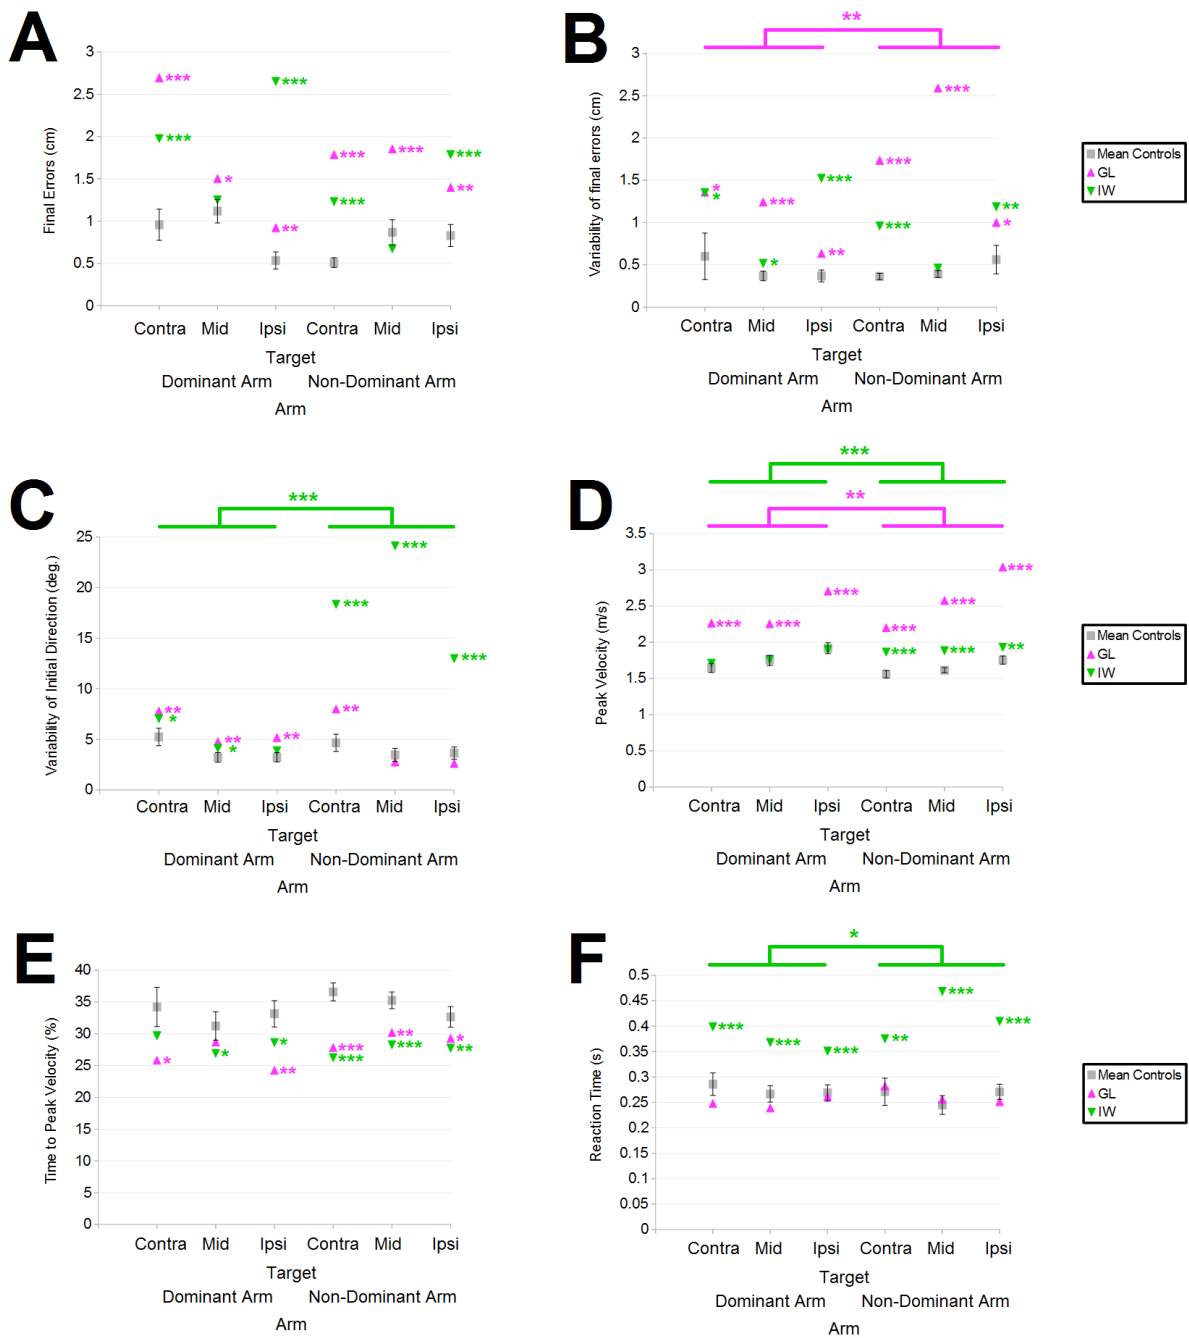 A
Final Errors (cm)
3
2.5
2
1.5
1
0.5
0
***
***
*
***
**
***
***
***
***
**
Contra Mid Ipsi Contra Mid Ipsi
Target
Dominant Arm Non-Dominant Arm
Arm
B
**
Variability of final errors (cm)
3
2.5
2
1.5
1
0.5
0
*
*
***
*
***
**
***
***
***
**
*
Contra Mid Ipsi Contra Mid Ipsi
Target
Dominant Arm Non-Dominant Arm
Arm
Mean Controls
GL
IW
C
***
Variability of Initial Direction (deg.)
25
20
15
10
5
0
**
*
**
*
**
***
**
***
***
Contra Mid Ipsi Contra Mid Ipsi
Target
Dominant Arm Non-Dominant Arm
Arm
D
***
**
Peak Velocity (m/s)
3.5
3
2.5
2
1.5
1
0.5
0
***
***
***
***
***
***
***
***
**
Contra Mid Ipsi Contra Mid Ipsi
Target
Dominant Arm Non-Dominant Arm
Arm
Mean Controls
GL
IW
E
Time to Peak Velocity (%)
40
35
30
25
20
15
10
5
0
*
*
*
**
***
***
**
***
*
**
Contra Mid Ipsi Contra Mid Ipsi
Target
Dominant Arm Non-Dominant Arm
Arm
F
*
Reaction Time (s)
0.5
0.45
0.4
0.35
0.3
0.25
0.2
0.15
0.1
0.05
0
***
***
***
**
***
***
Contra Mid Ipsi Contra Mid Ipsi
Target
Dominant Arm Non-Dominant Arm
Arm
Mean Controls
GL
IW